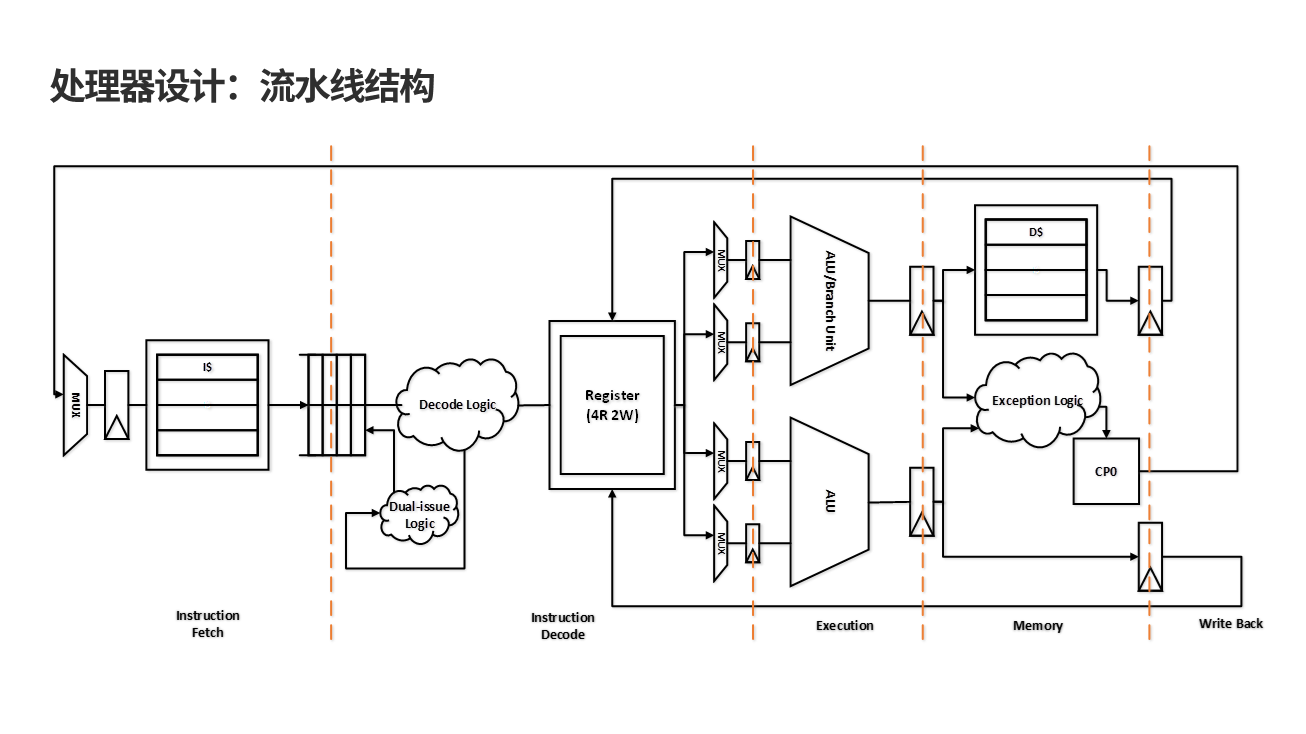 处理器设计：流水线结构
MUX
I$
Decode Logic
Dual-issue
Logic
Register
(4R 2W)
MUX
MUX
MUX
MUX
ALU/Branch Unit
ALU
D$
Exception Logic
CP0
Instruction
Fetch
Instruction
Decode
Execution
Memory
Write Back